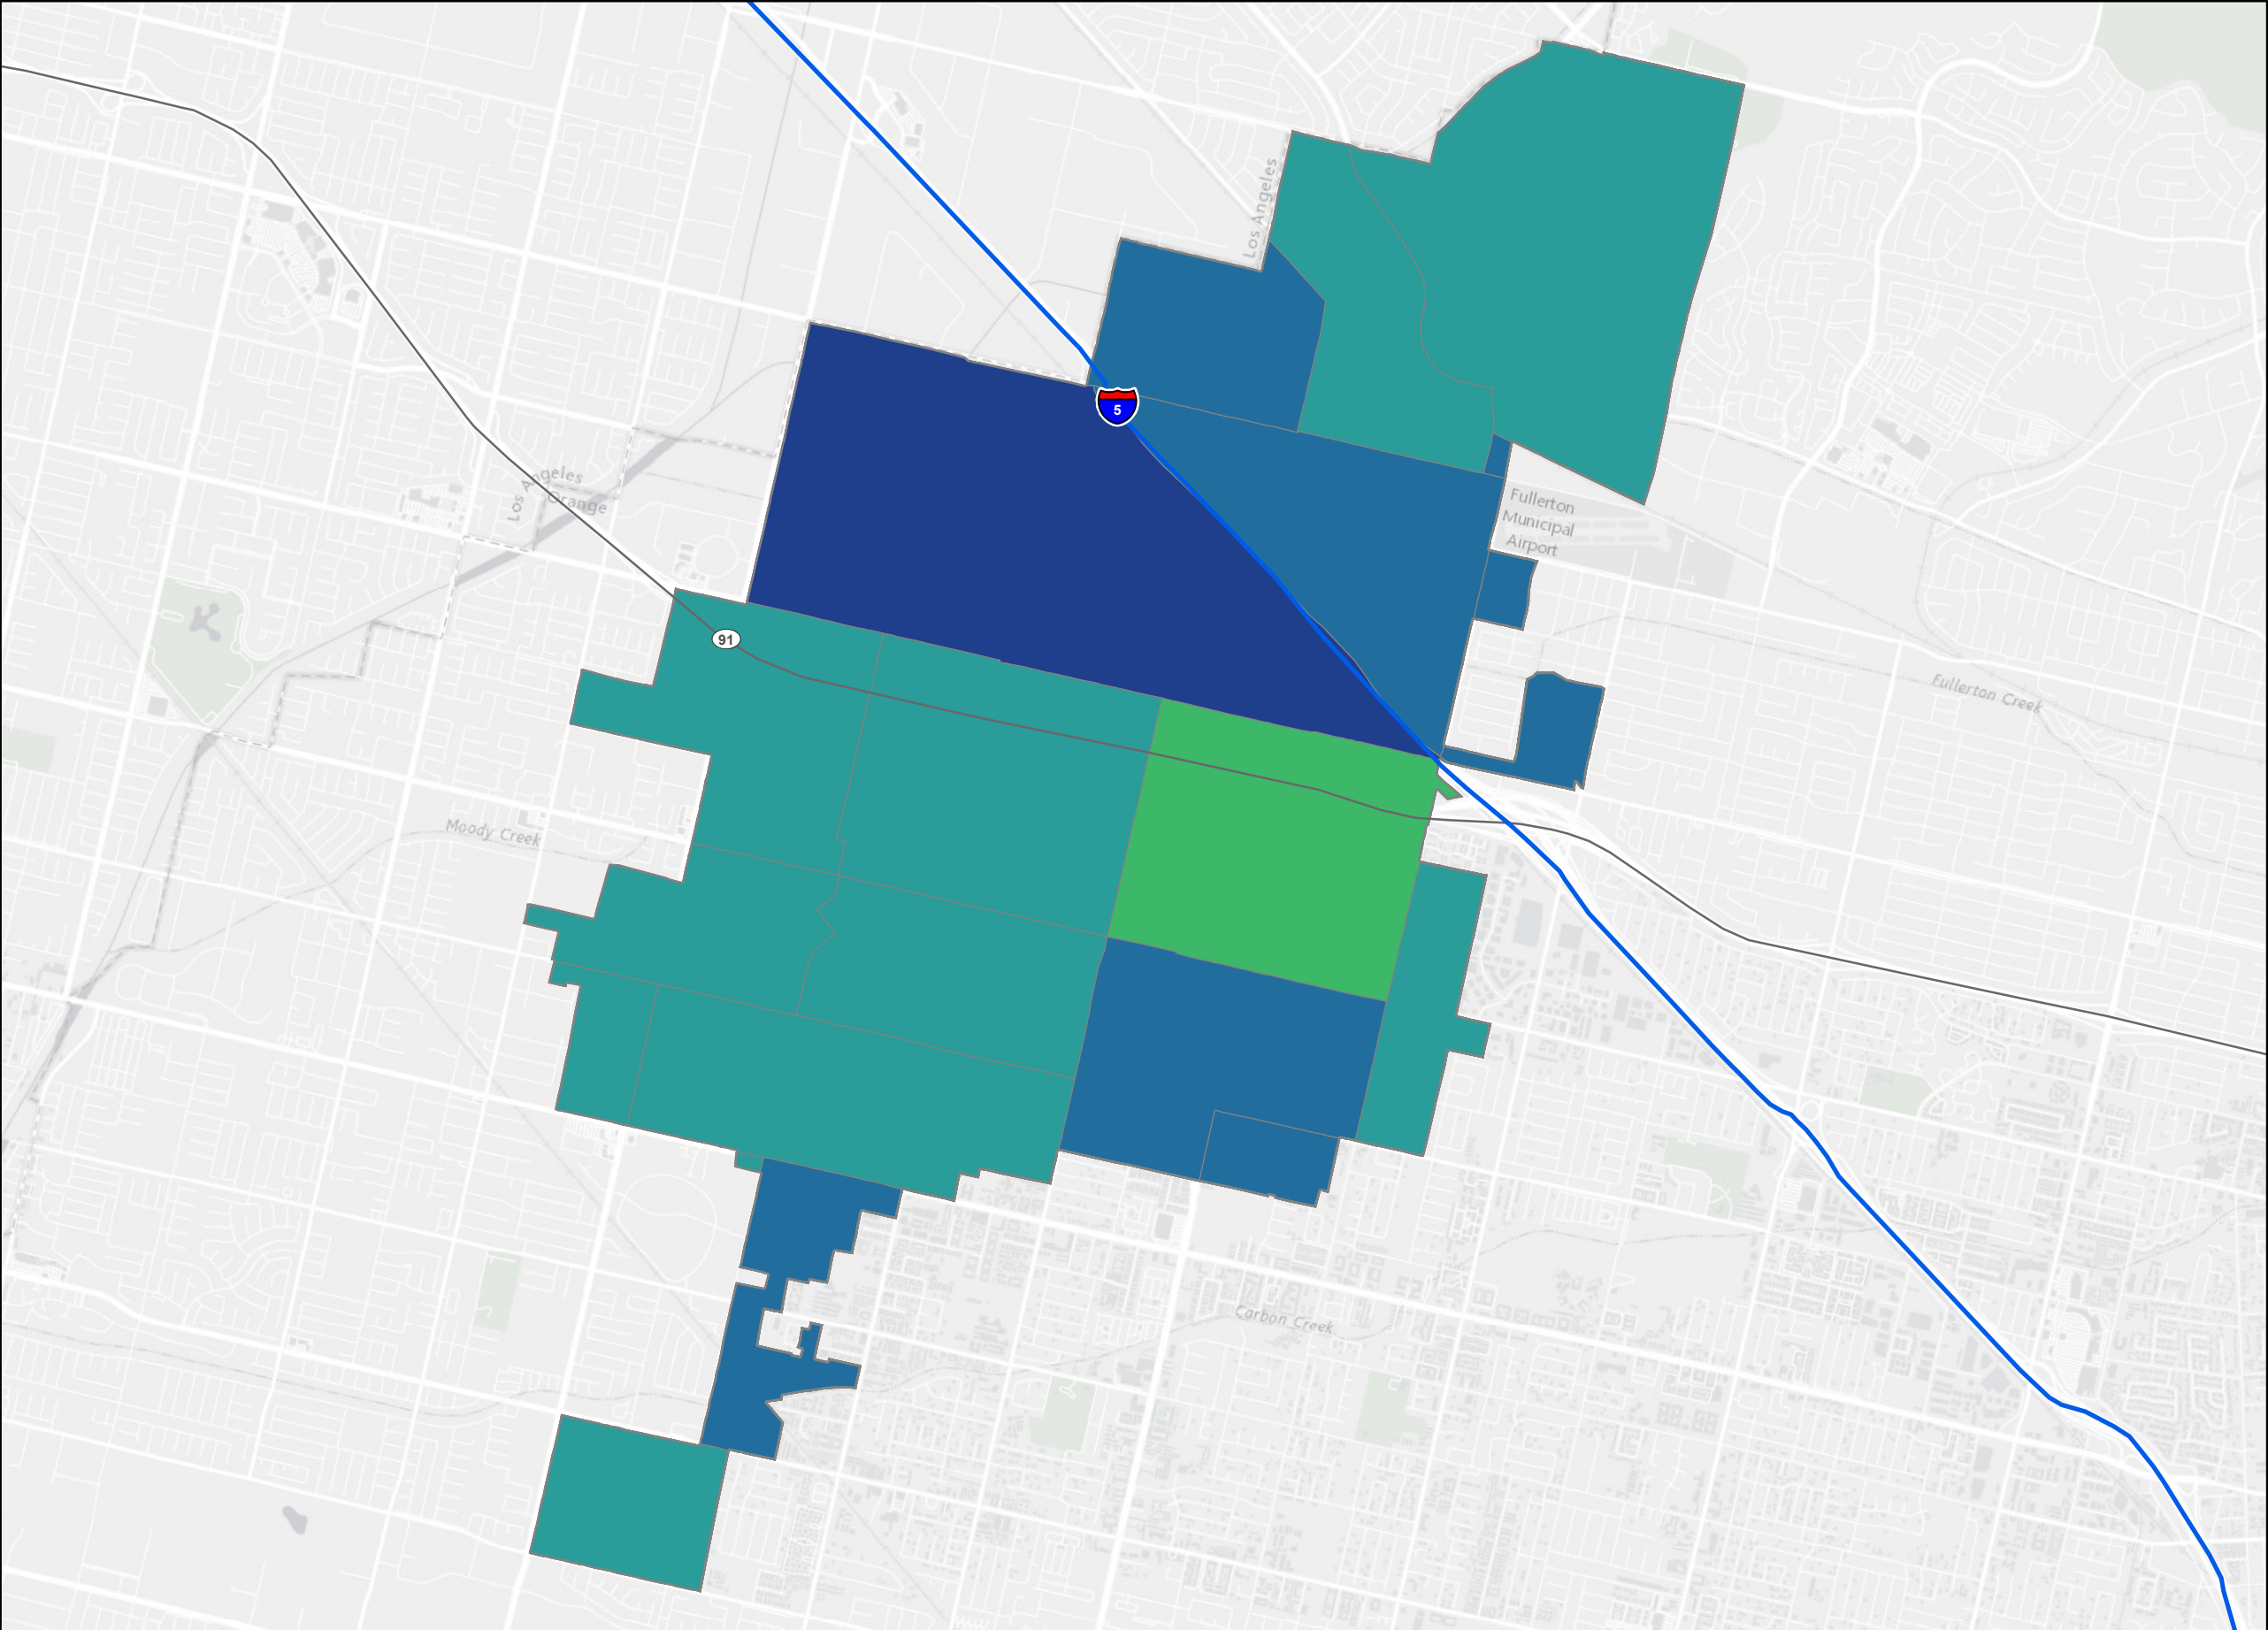 Los Angeles
5
Los Angeles
Orange
Fullerton
Municipal
Airport
91
Fullerton Creek
Moody Creek
Carbon Creek